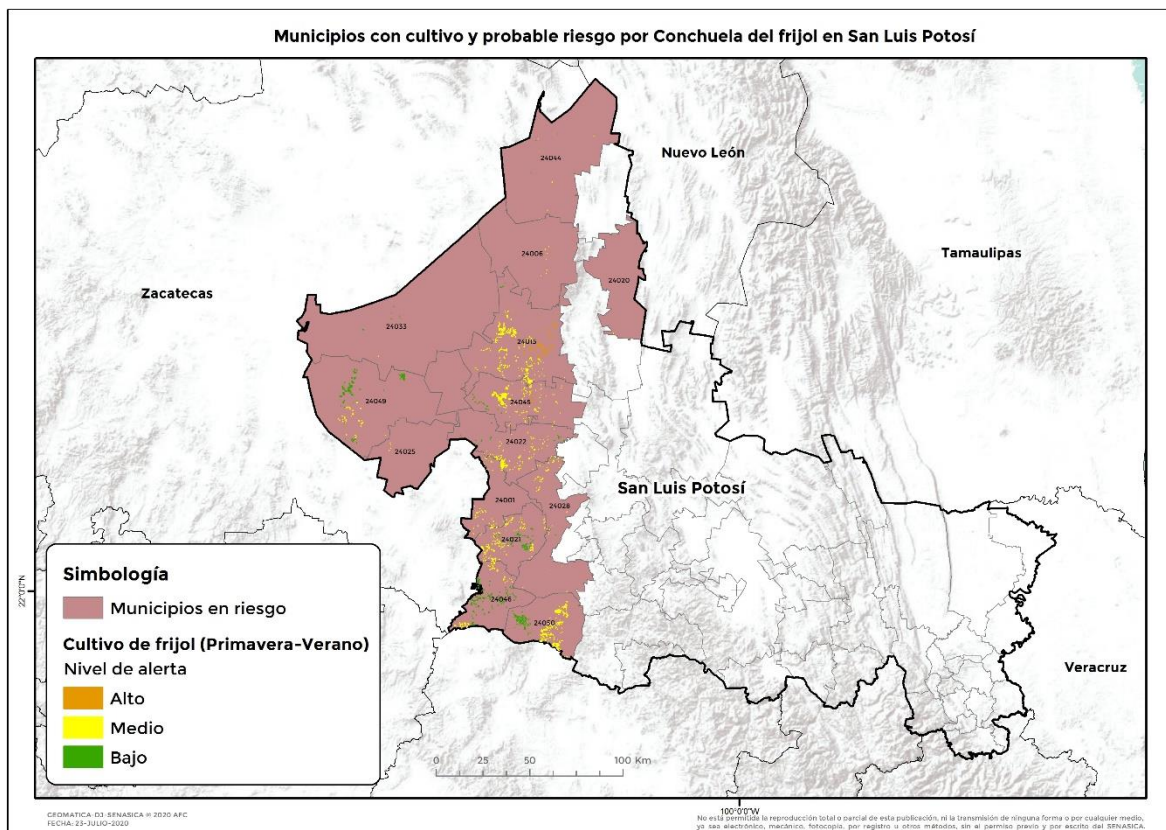 Municipios con cultivo y probable riesgo por Conchuela del frijol en San Luis Potosí
24044
Nuevo León
24006
Tamaulipas
24020
Zacatecas
24033
24015
24049
24045
24022
24025
San Luis Potosí
24001
24028
24021
24046
24050
Veracruz
Simbología
Municipios en riesgo
Cultivo de frijol (Primavera-Verano)
Nivel de alerta
Alto
Medio
Bajo
22°0'0"N
0 25 50 100 Km
100°0'0"W
GEOMATICA-DJ-SENASICA ® 2020 AFC
FECHA: 23-JULIO-2020
No está permitida la reproducción total o parcial de esta publicación, ni la transmisión de ninguna forma o por cualquier medio,
ya sea electrónico, mecánico, fotocopia, por registro u otros métodos, sin el permiso previo y por escrito del SENASICA.